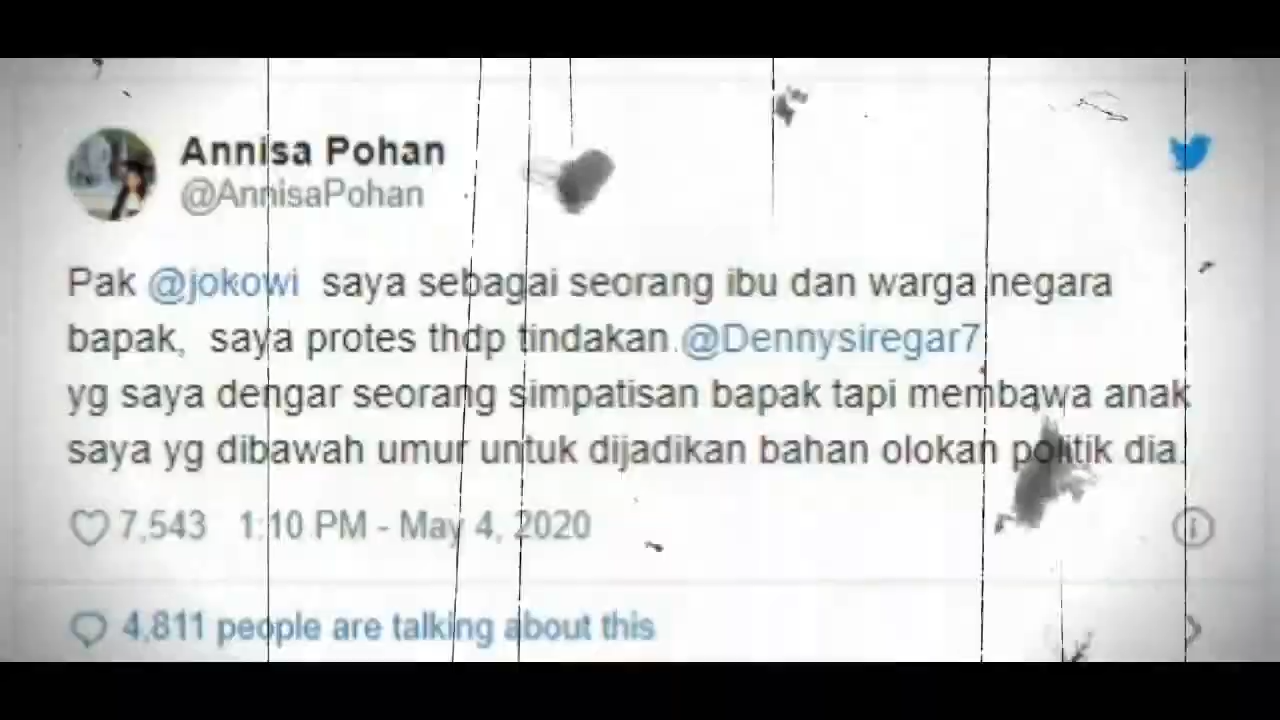 Annisa Pohan
@AnnisaPohan
Pak @jokowi saya sebagai seorang ibu dan warga negara
bapak, saya protes thdp tindakan @Dennysiregar7
yg saya dengar seorang simpatisan bapak tapi membawa anak
saya yg dibawah umur untuk dijadikan bahan olokan politik dia.
7,543 1:10 PM - May 4, 2020
4,811 people are talking about this